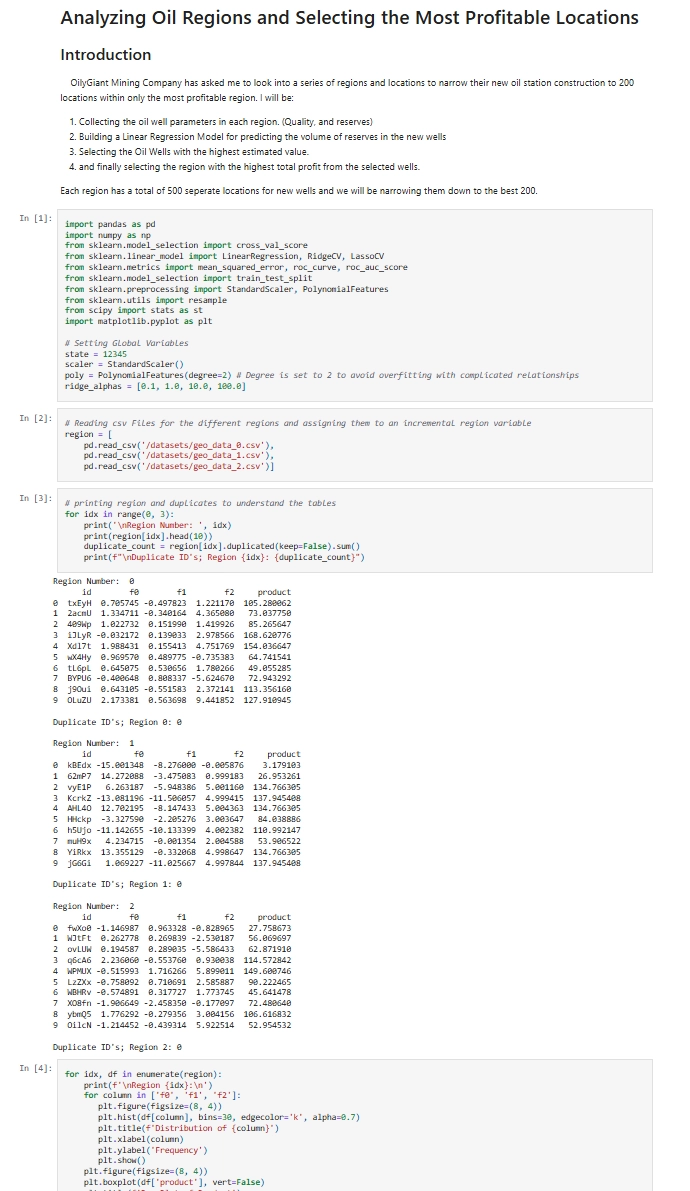 Analyzing Oil Regions and Selecting the Most Profitable Locations
Introduction
OilyGiant Mining Company has asked me to look into a series of regions and locations to narrow their new oil station construction to 200
locations within only the most profitable region. I will be:
1. Collecting the oil well parameters in each region. (Quality, and reserves)
2. Building a Linear Regression Model for predicting the volume of reserves in the new wells
3. Selecting the Oil Wells with the highest estimated value.
4. and finally selecting the region with the highest total profit from the selected wells.
Each region has a total of 500 seperate locations for new wells and we will be narrowing them down to the best 200.
In [1]:
import pandas as pd
import numpy as np
from sklearn.model_selection import cross_val_score
from sklearn.linear_model import LinearRegression, RidgeCV, LassoCV
from sklearn.metrics import mean_squared_error, roc_curve, roc_auc_score
from sklearn.model_selection import train_test_split
from sklearn.preprocessing import StandardScaler, PolynomialFeatures
from sklearn.utils import resample
from scipy import stats as st
import matplotlib.pyplot as plt
# Setting Global Variables
state = 12345
scaler = StandardScaler()
poly = PolynomialFeatures(degree=2) # Degree is set to 2 to avoid overfitting with complicated relationships
ridge_alphas = [0.1, 1.0, 10.0, 100.0]
In [2]:
# Reading csv Files for the different regions and assigning them to an incremental region variable
region = [
pd.read_csv('/datasets/geo_data_0.csv'),
pd.read_csv('/datasets/geo_data_1.csv'),
pd.read_csv('/datasets/geo_data_2.csv')]
In [3]:
# printing region and duplicates to understand the tables
for idx in range(0, 3):
print('\nRegion Number: ', idx)
print(region[idx].head(10))
duplicate_count = region[idx].duplicated(keep=False).sum()
print(f"\nDuplicate ID's; Region {idx}: {duplicate_count}")
Region Number: 0
id f0 f1 f2 product
0 txEyH 0.705745 -0.497823 1.221170 105.280062
1 2acmU 1.334711 -0.340164 4.365080 73.037750
2 409Wp 1.022732 0.151990 1.419926 85.265647
3 iJLyR -0.032172 0.139033 2.978566 168.620776
4 Xdl7t 1.988431 0.155413 4.751769 154.036647
5 wX4Hy 0.969570 0.489775 -0.735383 64.741541
6 tL6pL 0.645075 0.530656 1.780266 49.055285
7 BYPU6 -0.400648 0.808337 -5.624670 72.943292
8 j9Oui 0.643105 -0.551583 2.372141 113.356160
9 OLuZU 2.173381 0.563698 9.441852 127.910945
Duplicate ID's; Region 0: 0
Region Number: 1
id f0 f1 f2 product
0 kBEdx -15.001348 -8.276000 -0.005876 3.179103
1 62mP7 14.272088 -3.475083 0.999183 26.953261
2 vyE1P 6.263187 -5.948386 5.001160 134.766305
3 KcrkZ -13.081196 -11.506057 4.999415 137.945408
4 AHL4O 12.702195 -8.147433 5.004363 134.766305
5 HHckp -3.327590 -2.205276 3.003647 84.038886
6 h5Ujo -11.142655 -10.133399 4.002382 110.992147
7 muH9x 4.234715 -0.001354 2.004588 53.906522
8 YiRkx 13.355129 -0.332068 4.998647 134.766305
9 jG6Gi 1.069227 -11.025667 4.997844 137.945408
Duplicate ID's; Region 1: 0
Region Number: 2
id f0 f1 f2 product
0 fwXo0 -1.146987 0.963328 -0.828965 27.758673
1 WJtFt 0.262778 0.269839 -2.530187 56.069697
2 ovLUW 0.194587 0.289035 -5.586433 62.871910
3 q6cA6 2.236060 -0.553760 0.930038 114.572842
4 WPMUX -0.515993 1.716266 5.899011 149.600746
5 LzZXx -0.758092 0.710691 2.585887 90.222465
6 WBHRv -0.574891 0.317727 1.773745 45.641478
7 XO8fn -1.906649 -2.458350 -0.177097 72.480640
8 ybmQ5 1.776292 -0.279356 3.004156 106.616832
9 OilcN -1.214452 -0.439314 5.922514 52.954532
Duplicate ID's; Region 2: 0
In [4]:
for idx, df in enumerate(region):
print(f'\nRegion {idx}:\n')
for column in ['f0', 'f1', 'f2']:
plt.figure(figsize=(8, 4))
plt.hist(df[column], bins=30, edgecolor='k', alpha=0.7)
plt.title(f'Distribution of {column}')
plt.xlabel(column)
plt.ylabel('Frequency')
plt.show()
plt.figure(figsize=(8, 4))
plt.boxplot(df['product'], vert=False)